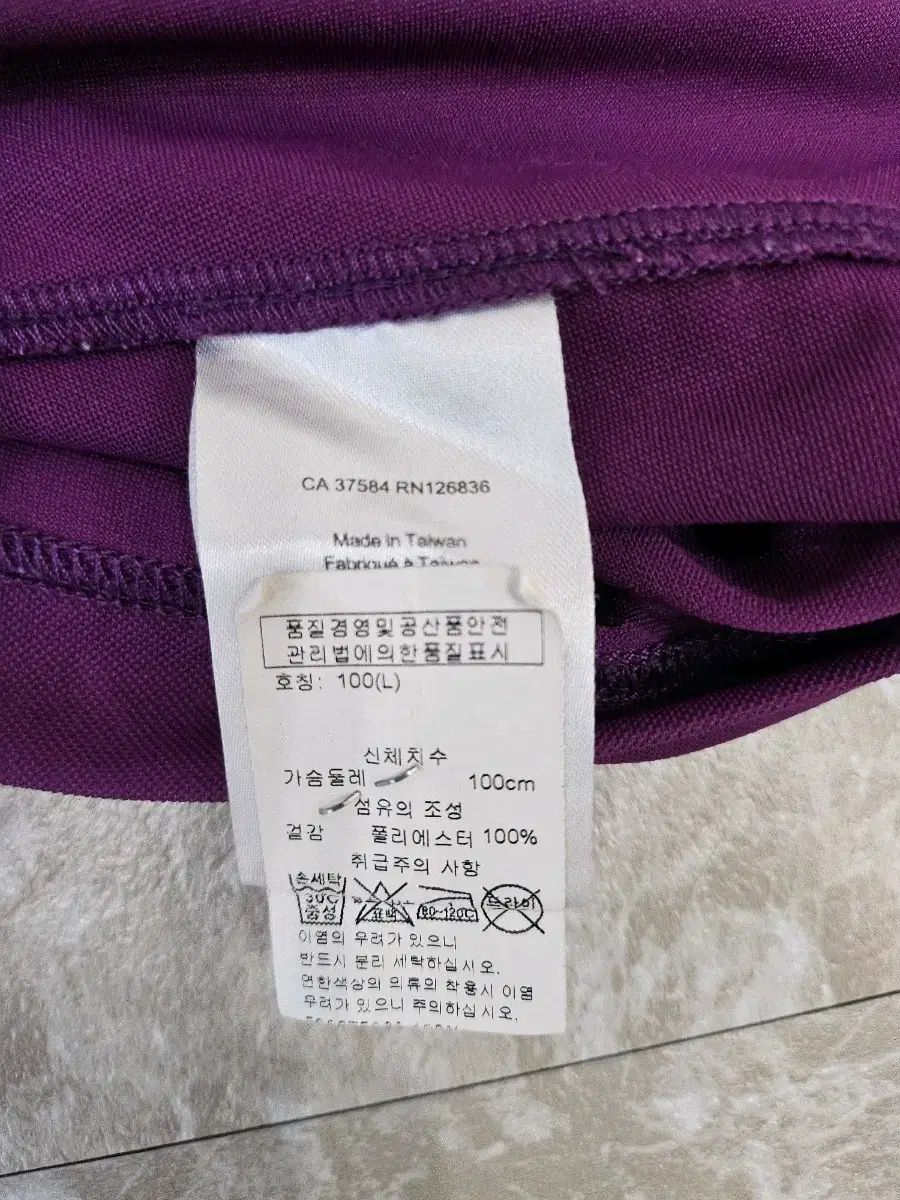 CA 37584 RN126836
Made in Taiwan
Fabriqué à Taiwan
품질경영및공산품안전
관리법에의한품질표시
호칭: 100(L)
신체치수
가슴둘레 100cm
섬유의 조성
겉감 폴리에스터 100%
취급주의 사항
손세탁
30℃ 표백 80~120℃ 드라이
중성
이염의 우려가 있으니
반드시 분리 세탁하십시오.
연한색상의 의류의 착용시 이염
우려가 있으니 주의하십시오.